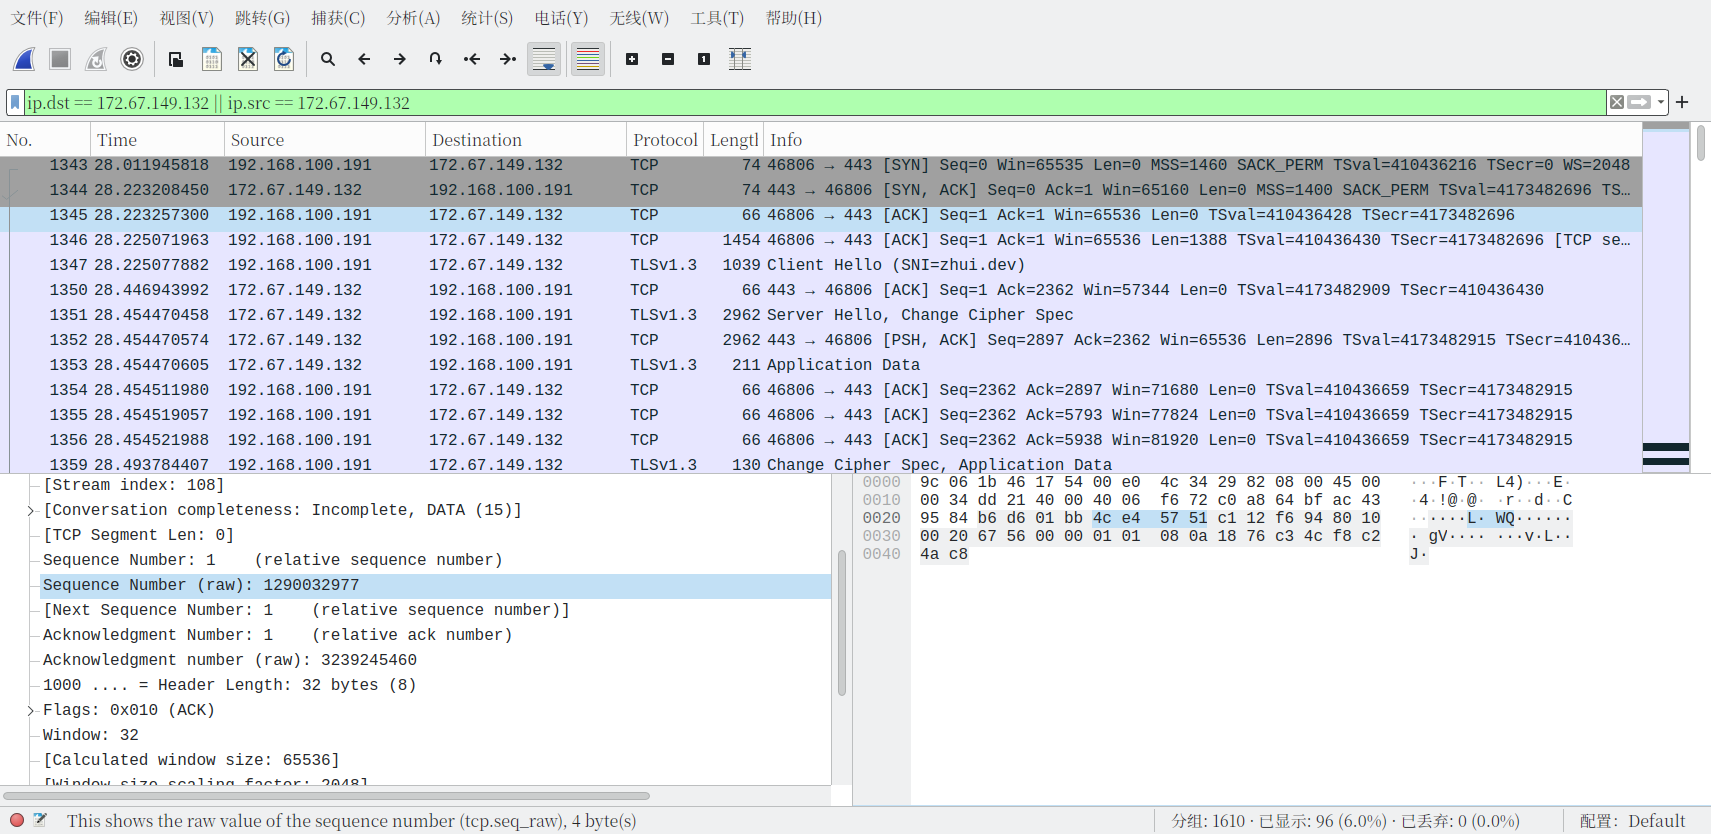 文件(F) 编辑(E) 视图(V) 跳转(G) 捕获(C) 分析(A) 统计(S) 电话(Y) 无线(W) 工具(T) 帮助(H)
ip.dst == 172.67.149.132 || ip.src == 172.67.149.132
No. Time Source Destination Protocol Lengtl Info
1343 28.011945818 192.168.100.191 172.67.149.132 TCP 74 46806 → 443 [SYN] Seq=0 Win=65535 Len=0 MSS=1460 SACK_PERM TSval=410436216 TSecr=0 WS=2048
1344 28.223208450 172.67.149.132 192.168.100.191 TCP 74 443 → 46806 [SYN, ACK] Seq=0 Ack=1 Win=65160 Len=0 MSS=1400 SACK_PERM TSval=4173482696 TS…
1345 28.223257300 192.168.100.191 172.67.149.132 TCP 66 46806 → 443 [ACK] Seq=1 Ack=1 Win=65536 Len=0 TSval=410436428 TSecr=4173482696
1346 28.225071963 192.168.100.191 172.67.149.132 TCP 1454 46806 → 443 [ACK] Seq=1 Ack=1 Win=65536 Len=1388 TSval=410436430 TSecr=4173482696 [TCP se…
1347 28.225077882 192.168.100.191 172.67.149.132 TLSv1.3 1039 Client Hello (SNI=zhui.dev)
1350 28.446943992 172.67.149.132 192.168.100.191 TCP 66 443 → 46806 [ACK] Seq=1 Ack=2362 Win=57344 Len=0 TSval=4173482909 TSecr=410436430
1351 28.454470458 172.67.149.132 192.168.100.191 TLSv1.3 2962 Server Hello, Change Cipher Spec
1352 28.454470574 172.67.149.132 192.168.100.191 TCP 2962 443 → 46806 [PSH, ACK] Seq=2897 Ack=2362 Win=65536 Len=2896 TSval=4173482915 TSecr=410436…
1353 28.454470605 172.67.149.132 192.168.100.191 TLSv1.3 211 Application Data
1354 28.454511980 192.168.100.191 172.67.149.132 TCP 66 46806 → 443 [ACK] Seq=2362 Ack=2897 Win=71680 Len=0 TSval=410436659 TSecr=4173482915
1355 28.454519057 192.168.100.191 172.67.149.132 TCP 66 46806 → 443 [ACK] Seq=2362 Ack=5793 Win=77824 Len=0 TSval=410436659 TSecr=4173482915
1356 28.454521988 192.168.100.191 172.67.149.132 TCP 66 46806 → 443 [ACK] Seq=2362 Ack=5938 Win=81920 Len=0 TSval=410436659 TSecr=4173482915
1359 28.493784407 192.168.100.191 172.67.149.132 TLSv1.3 130 Change Cipher Spec, Application Data
[Stream index: 108]
[Conversation completeness: Incomplete, DATA (15)]
[TCP Segment Len: 0]
Sequence Number: 1    (relative sequence number)
Sequence Number (raw): 1290032977
[Next Sequence Number: 1    (relative sequence number)]
Acknowledgment Number: 1    (relative ack number)
Acknowledgment number (raw): 3239245460
1000 .... = Header Length: 32 bytes (8)
Flags: 0x010 (ACK)
Window: 32
[Calculated window size: 65536]
[Window size scaling factor: 2048]
0000 9c 06 1b 46 17 54 00 e0 4c 34 29 82 08 00 45 00 ···F·T·· L4)···E·
0010 00 34 dd 21 40 00 40 06 f6 72 c0 a8 64 bf ac 43 ·4·!@·@· ·r··d··C
0020 95 84 b6 d6 01 bb 4c e4 57 51 c1 12 f6 94 80 10 ······L· WQ······
0030 00 20 67 56 00 00 01 01 08 0a 18 76 c3 4c f8 c2 · gV···· ···v·L··
0040 4a c8 J·
This shows the raw value of the sequence number (tcp.seq_raw), 4 byte(s) 分组: 1610 · 已显示: 96 (6.0%) · 已丢弃: 0 (0.0%) 配置: Default